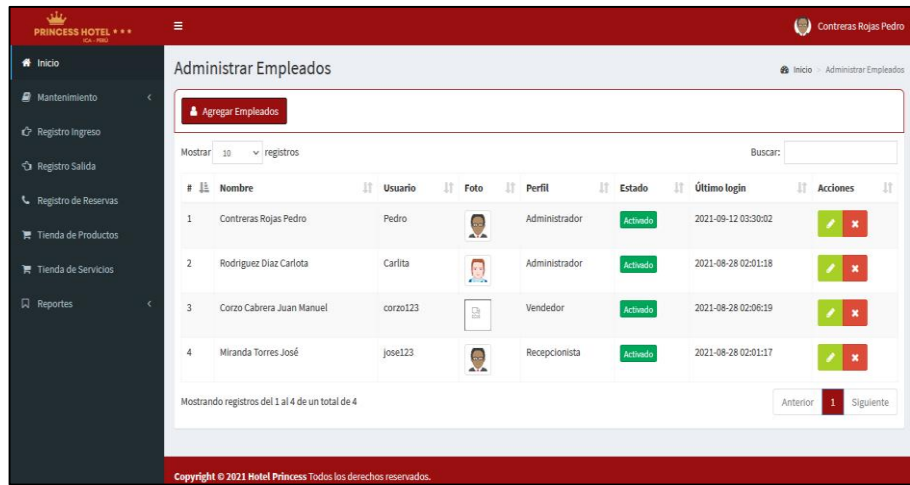 PRINCESS HOTEL ★ ★ ★
ICA - PERÚ
Contreras Rojas Pedro
Inicio
Mantenimiento
Registro Ingreso
Registro Salida
Registro de Reservas
Tienda de Productos
Tienda de Servicios
Reportes
Administrar Empleados
Inicio > Administrar Empleados
Agregar Empleados
Mostrar 10 registros
Buscar:
# Nombre Usuario Foto Perfil Estado Último login Acciones
1 Contreras Rojas Pedro Pedro Administrador Activado 2021-09-12 03:30:02
2 Rodriguez Diaz Carlota Carlita Administrador Activado 2021-08-28 02:01:18
3 Corzo Cabrera Juan Manuel corzo123 Vendedor Activado 2021-08-28 02:06:19
4 Miranda Torres José jose123 Recepcionista Activado 2021-08-28 02:01:17
Mostrando registros del 1 al 4 de un total de 4
Anterior 1 Siguiente
Copyright © 2021 Hotel Princess Todos los derechos reservados.